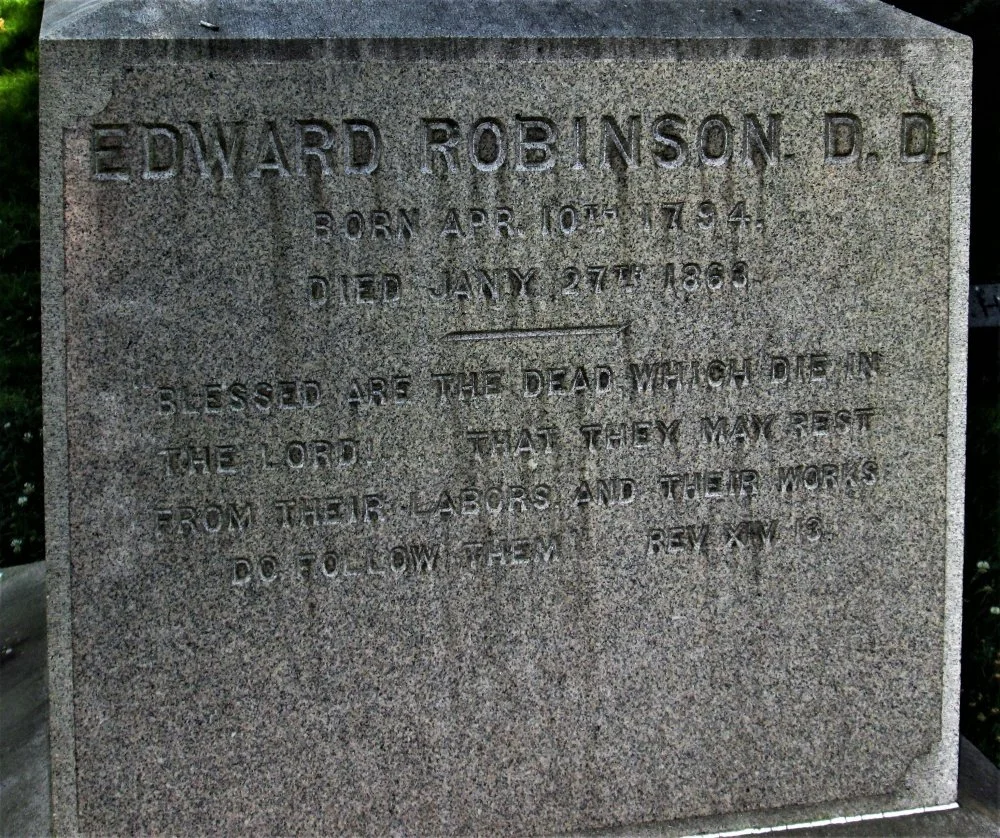 EDWARD ROBINSON D. D.
BORN APR. 10TH 1794.
DIED JAN'Y 27TH 1863.
"BLESSED ARE THE DEAD WHICH DIE IN
THE LORD... THAT THEY MAY REST
FROM THEIR LABORS AND THEIR WORKS
DO FOLLOW THEM" REV. XIV. 13.